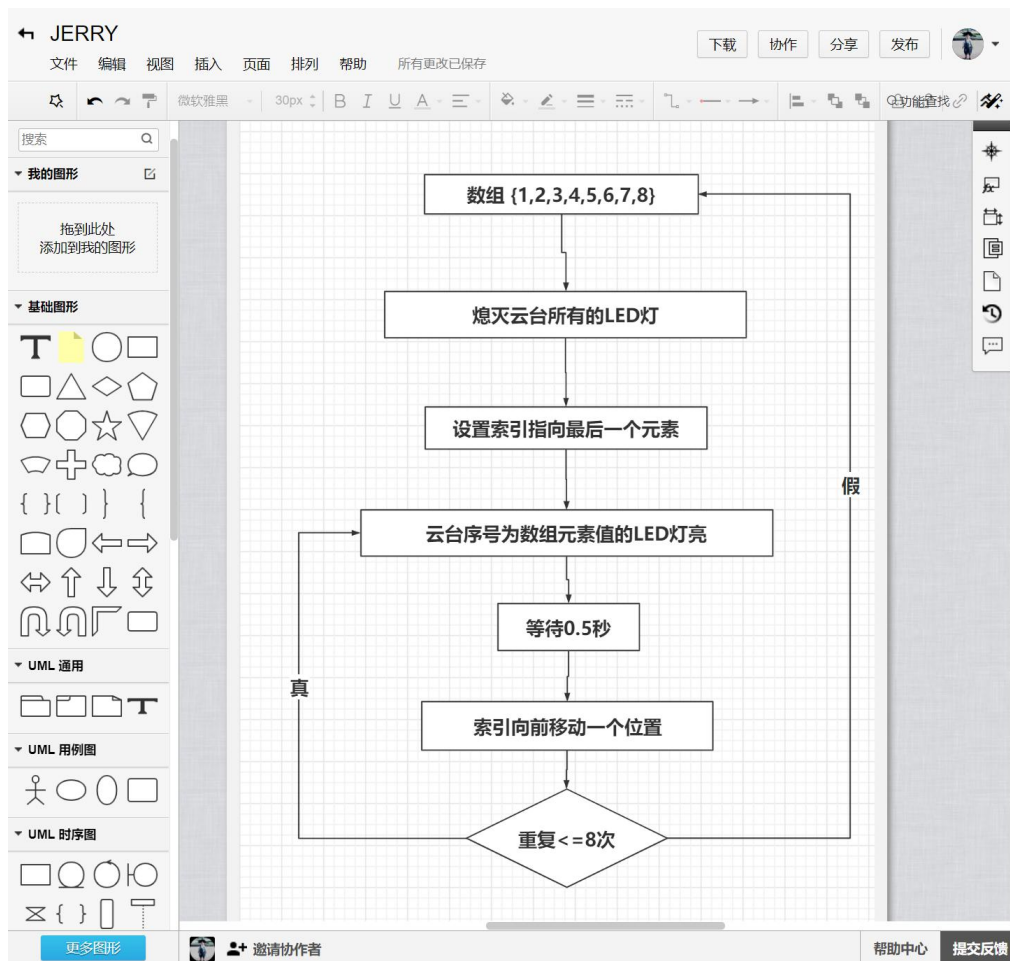 JERRY
下载
协作
分享
发布
文件 编辑 视图 插入 页面 排列 帮助 所有更改已保存
微软雅黑 30px B I U A 功能查找
搜索
我的图形
拖到此处
添加到我的图形
基础图形
UML 通用
UML 用例图
UML 时序图
更多图形
数组 {1,2,3,4,5,6,7,8}
熄灭云台所有的LED灯
设置索引指向最后一个元素
假
云台序号为数组元素值的LED灯亮
等待0.5秒
真
索引向前移动一个位置
重复<=8次
邀请协作者
帮助中心
提交反馈